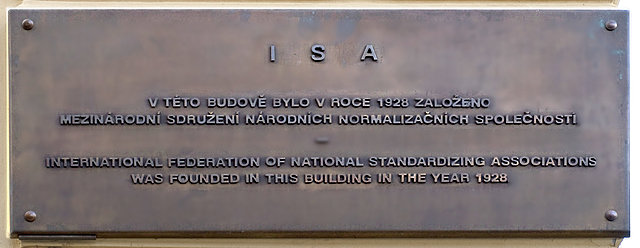 ISA
V TÉTO BUDOVĚ BYLO V ROCE 1928 ZALOŽENO
MEZINÁRODNÍ SDRUŽENÍ NÁRODNÍCH NORMALIZAČNÍCH SPOLEČNOSTÍ
–
INTERNATIONAL FEDERATION OF NATIONAL STANDARDIZING ASSOCIATIONS
WAS FOUNDED IN THIS BUILDING IN THE YEAR 1928